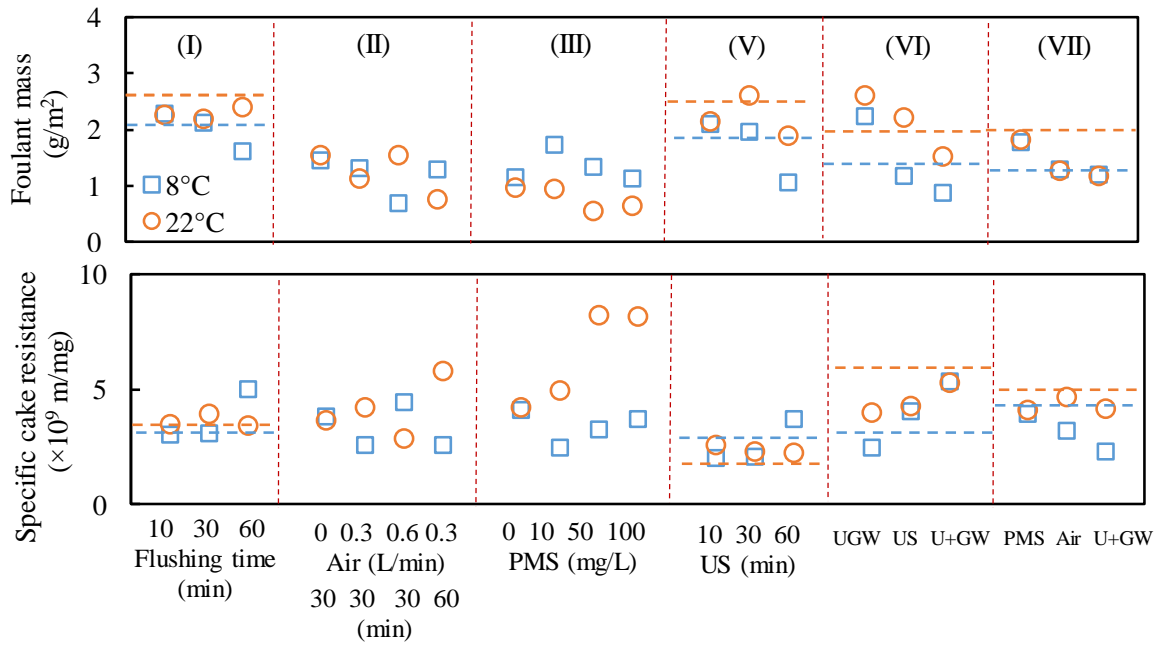 4
3
2
1
0
Foulant mass
(g/m²)
(I)
(II)
(III)
(V)
(VI)
(VII)
8°C
22°C
10
5
0
Specific cake resistance
(×10⁹ m/mg)
10 30 60
Flushing time
(min)
0 0.3 0.6 0.3
Air (L/min)
30 30 30 60
(min)
0 10 50 100
PMS (mg/L)
10 30 60
US (min)
UGW US U+GW
PMS Air U+GW